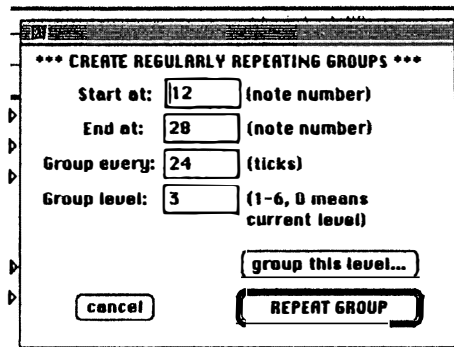 *** CREATE REGULARLY REPEATING GROUPS ***
Start at: 12 (note number)
End at: 28 (note number)
Group every: 24 (ticks)
Group level: 3 (1-6, 0 means
current level)
group this level...
cancel REPEAT GROUP